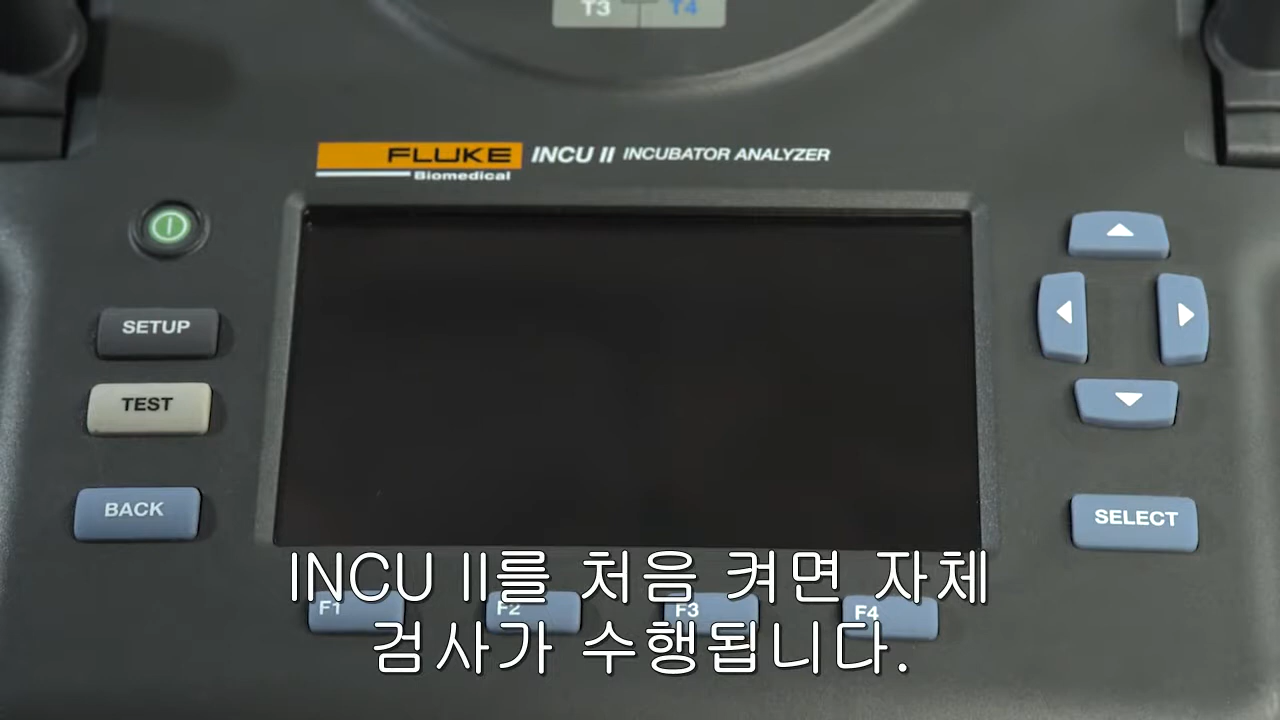 T3 T4
FLUKE INCU II INCUBATOR ANALYZER
Biomedical
SETUP
TEST
BACK
SELECT
F1 F2 F3 F4
INCU II를 처음 켜면 자체
검사가 수행됩니다.